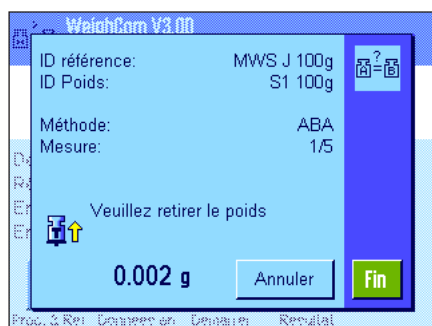 WeighCom V3.00
ID référence: MWS J 100g
ID Poids: S1 100g
Méthode: ABA
Mesure: 1/5
Veuillez retirer le poids
0.002 g
Annuler
Fin